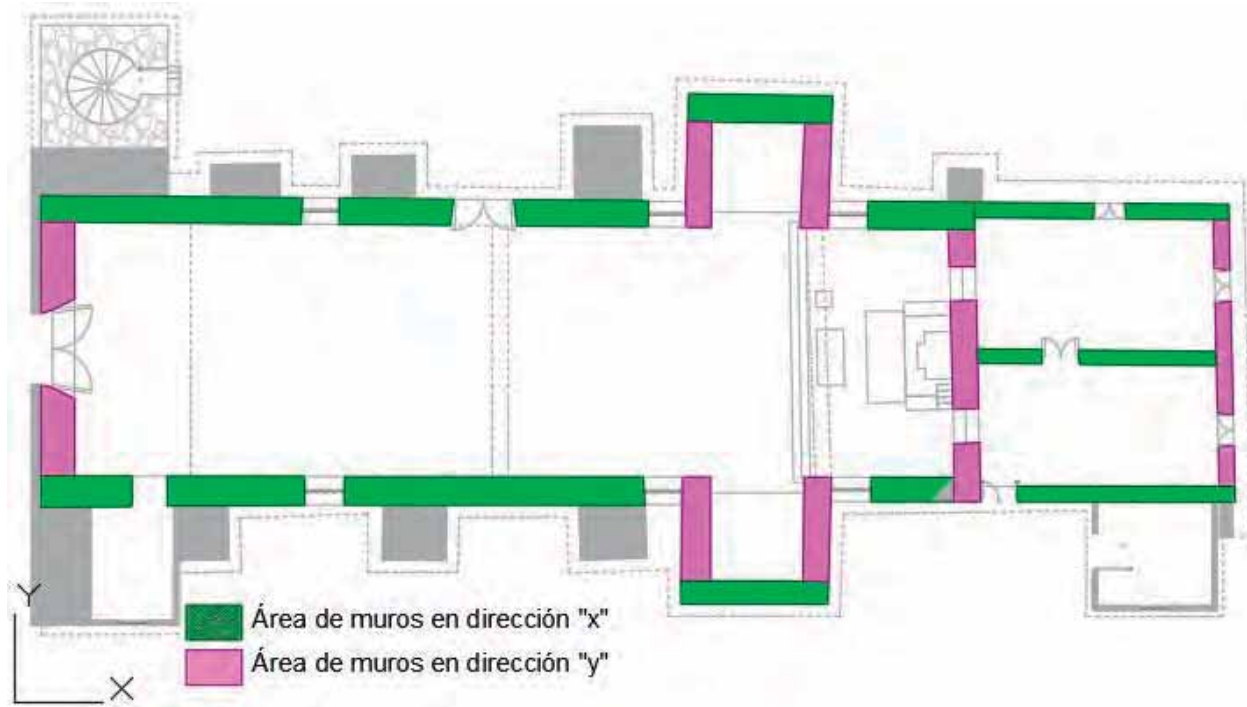 Y
Área de muros en dirección "x"
Área de muros en dirección "y"
X